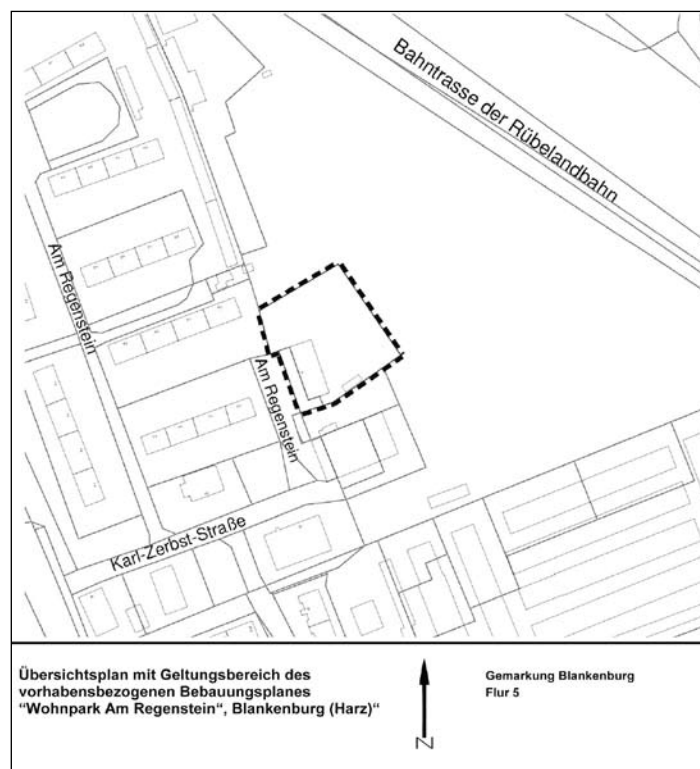 Bahntrasse der Rübelandbahn
Am Regenstein
Am Regenstein
Karl-Zerbst-Straße
Übersichtsplan mit Geltungsbereich des
vorhabensbezogenen Bebauungsplanes
“Wohnpark Am Regenstein“, Blankenburg (Harz)“
N
Gemarkung Blankenburg
Flur 5